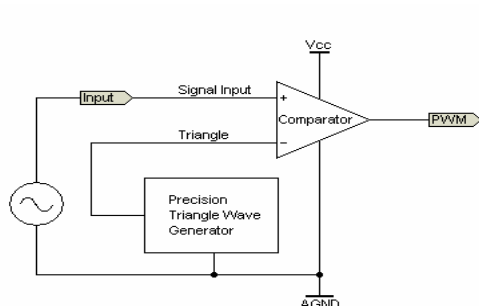 Vcc
Input
Signal Input
+
Comparator
PWM
Triangle
−
Precision
Triangle Wave
Generator
AGND